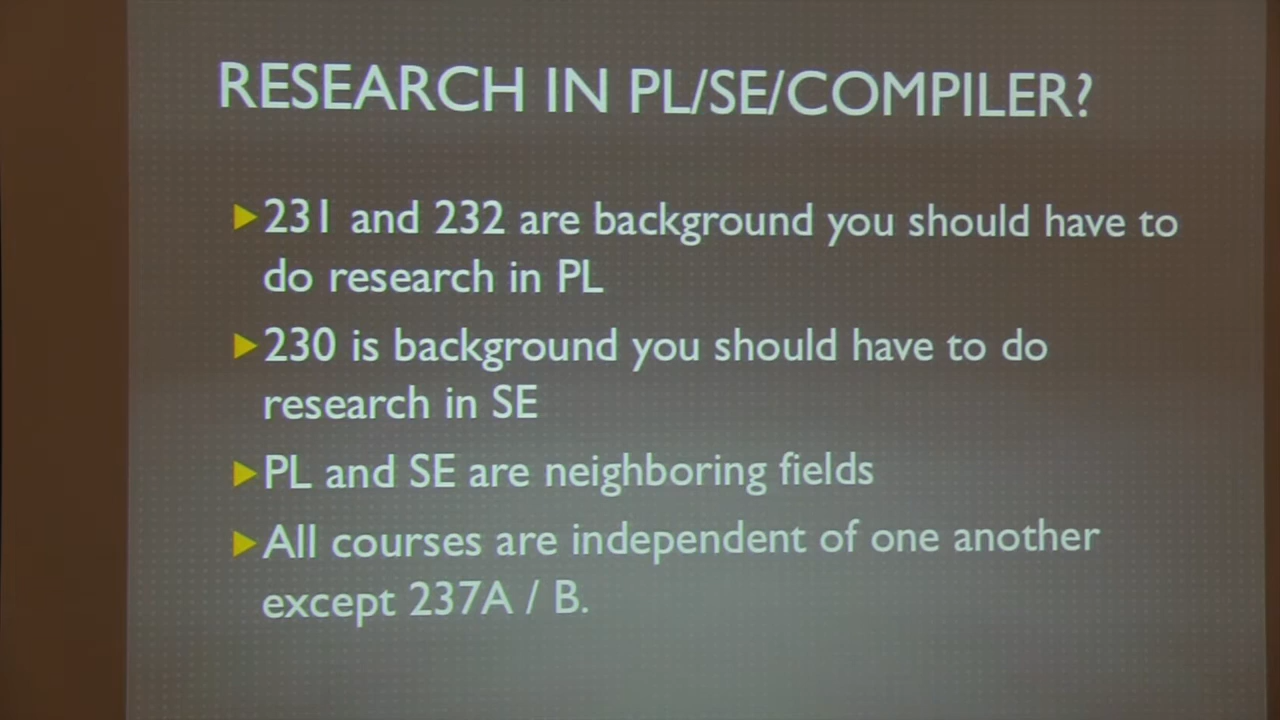 RESEARCH IN PL/SE/COMPILER?
231 and 232 are background you should have to
do research in PL
230 is background you should have to do
research in SE
PL and SE are neighboring fields
All courses are independent of one another
except 237A / B.